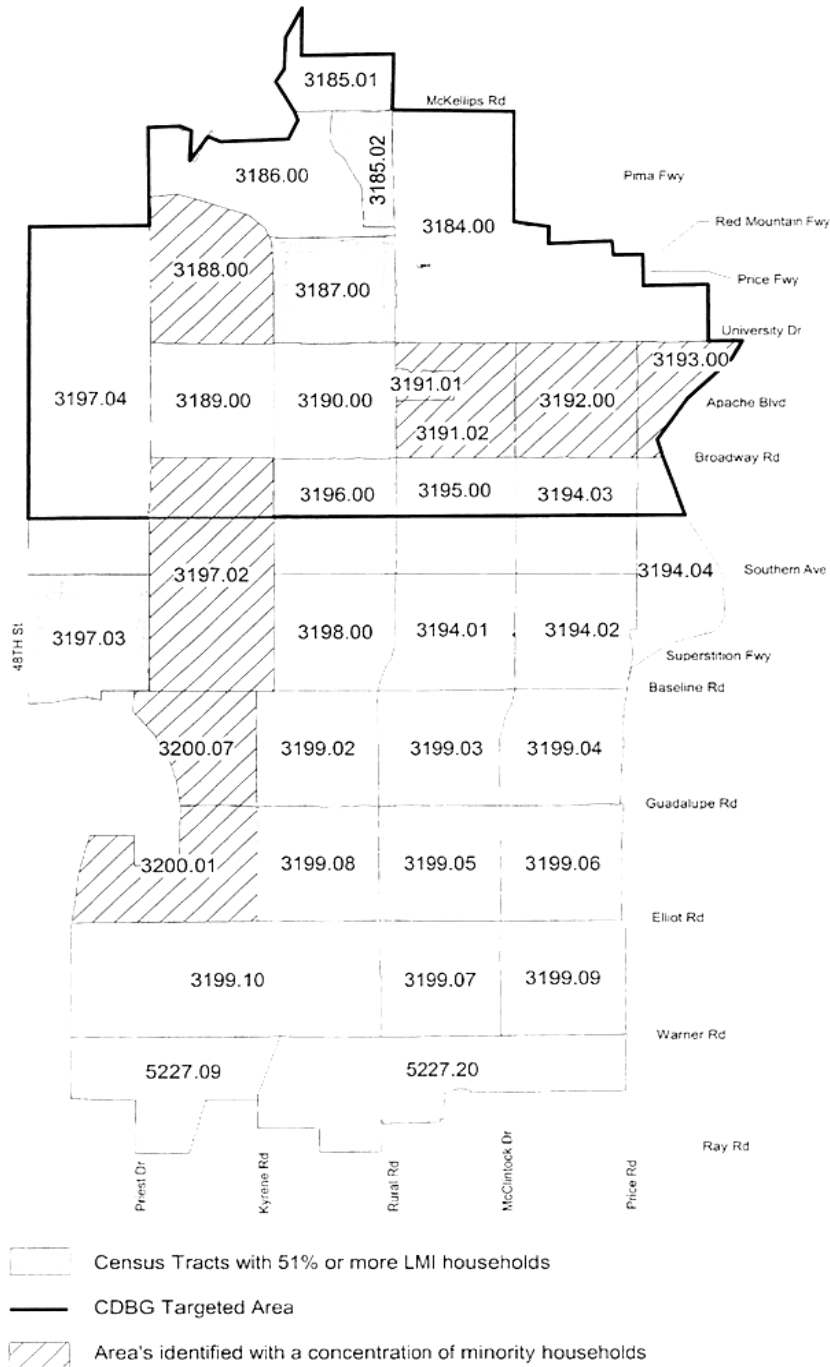 3185.01
McKellips Rd
3185.02
3186.00
Pima Fwy
3184.00
Red Mountain Fwy
3188.00
Price Fwy
3187.00
University Dr
3193.00
3191.01
3197.04
3189.00
3190.00
3192.00
Apache Blvd
3191.02
Broadway Rd
3196.00
3195.00
3194.03
3197.02
3194.04
Southern Ave
48TH St
3197.03
3198.00
3194.01
3194.02
Superstition Fwy
Baseline Rd
3200.07
3199.02
3199.03
3199.04
Guadalupe Rd
3200.01
3199.08
3199.05
3199.06
Elliot Rd
3199.10
3199.07
3199.09
Warner Rd
5227.09
5227.20
Ray Rd
Priest Dr
Kyrene Rd
Rural Rd
McClintock Dr
Price Rd
Census Tracts with 51% or more LMI households
CDBG Targeted Area
Area's identified with a concentration of minority households